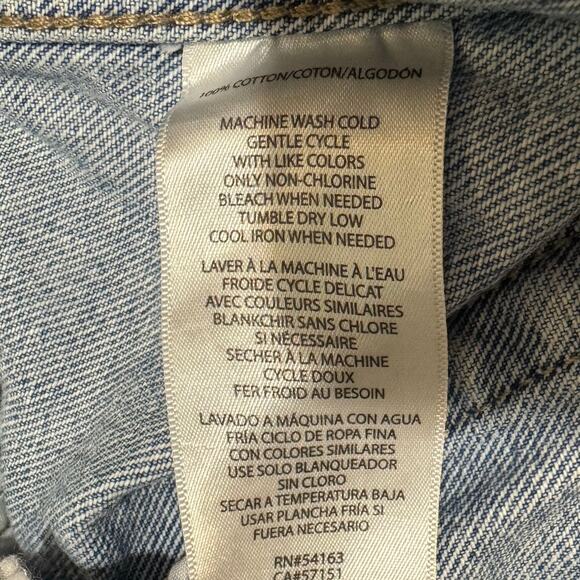 100% COTTON/COTON/ALGODÓN
MACHINE WASH COLD
GENTLE CYCLE
WITH LIKE COLORS
ONLY NON-CHLORINE
BLEACH WHEN NEEDED
TUMBLE DRY LOW
COOL IRON WHEN NEEDED
LAVER À LA MACHINE À L'EAU
FROIDE CYCLE DELICAT
AVEC COULEURS SIMILAIRES
BLANKCHIR SANS CHLORE
SI NÉCESSAIRE
SECHER À LA MACHINE
CYCLE DOUX
FER FROID AU BESOIN
LAVADO A MÁQUINA CON AGUA
FRÍA CICLO DE ROPA FINA
CON COLORES SIMILARES
USE SOLO BLANQUEADOR
SIN CLORO
SECAR A TEMPERATURA BAJA
USAR PLANCHA FRÍA SI
FUERA NECESARIO
RN#54163
CA#57151